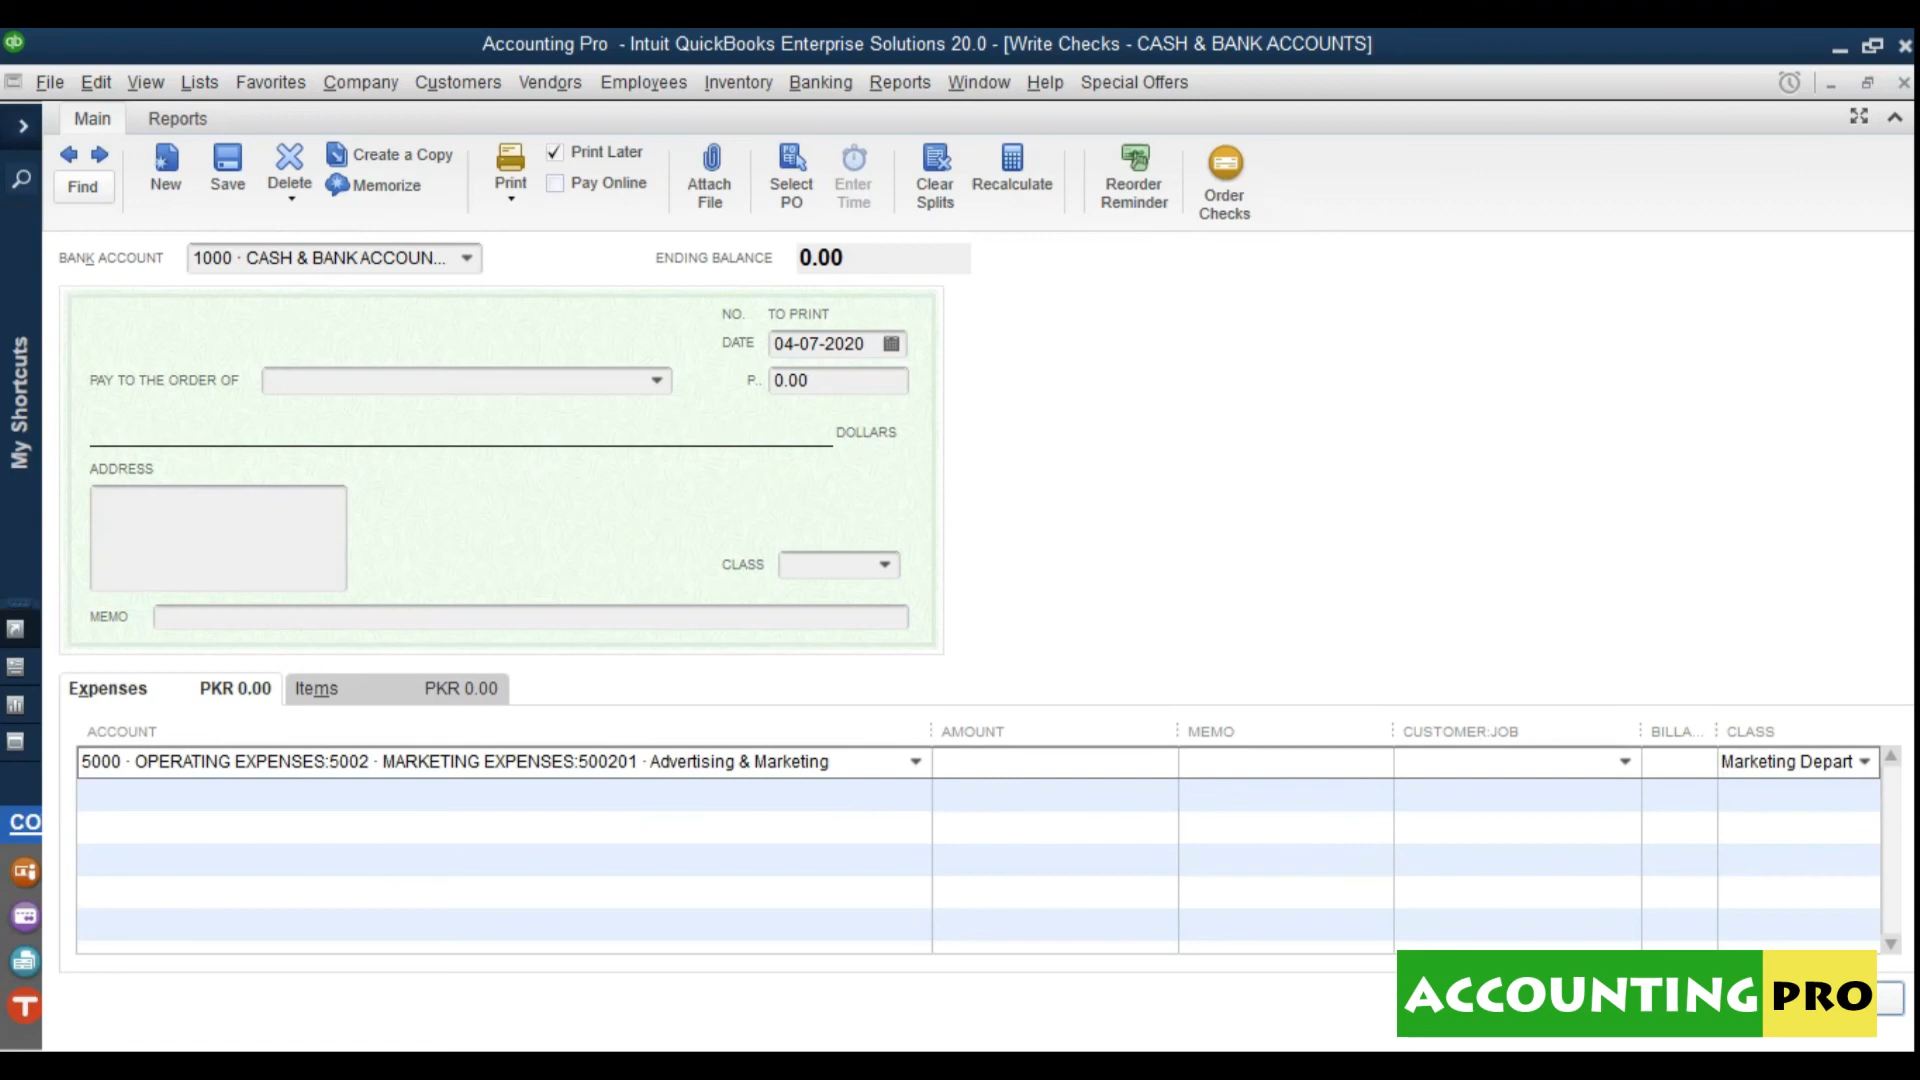 qb
Accounting Pro - Intuit QuickBooks Enterprise Solutions 20.0 - [Write Checks - CASH & BANK ACCOUNTS]
File Edit View Lists Favorites Company Customers Vendors Employees Inventory Banking Reports Window Help Special Offers
Main Reports
Find New Save Delete Create a Copy Memorize
Print Print Later Pay Online
Attach File
Select PO
Enter Time
Clear Splits
Recalculate
Reorder Reminder
Order Checks
My Shortcuts
BANK ACCOUNT 1000 · CASH & BANK ACCOUN... ENDING BALANCE 0.00
NO. TO PRINT
DATE 04-07-2020
PAY TO THE ORDER OF P.. 0.00
DOLLARS
ADDRESS
CLASS
MEMO
Expenses PKR 0.00 Items PKR 0.00
ACCOUNT AMOUNT MEMO CUSTOMER:JOB BILLA... CLASS
5000 · OPERATING EXPENSES:5002 · MARKETING EXPENSES:500201 · Advertising & Marketing Marketing Depart
CO
T
ACCOUNTING PRO